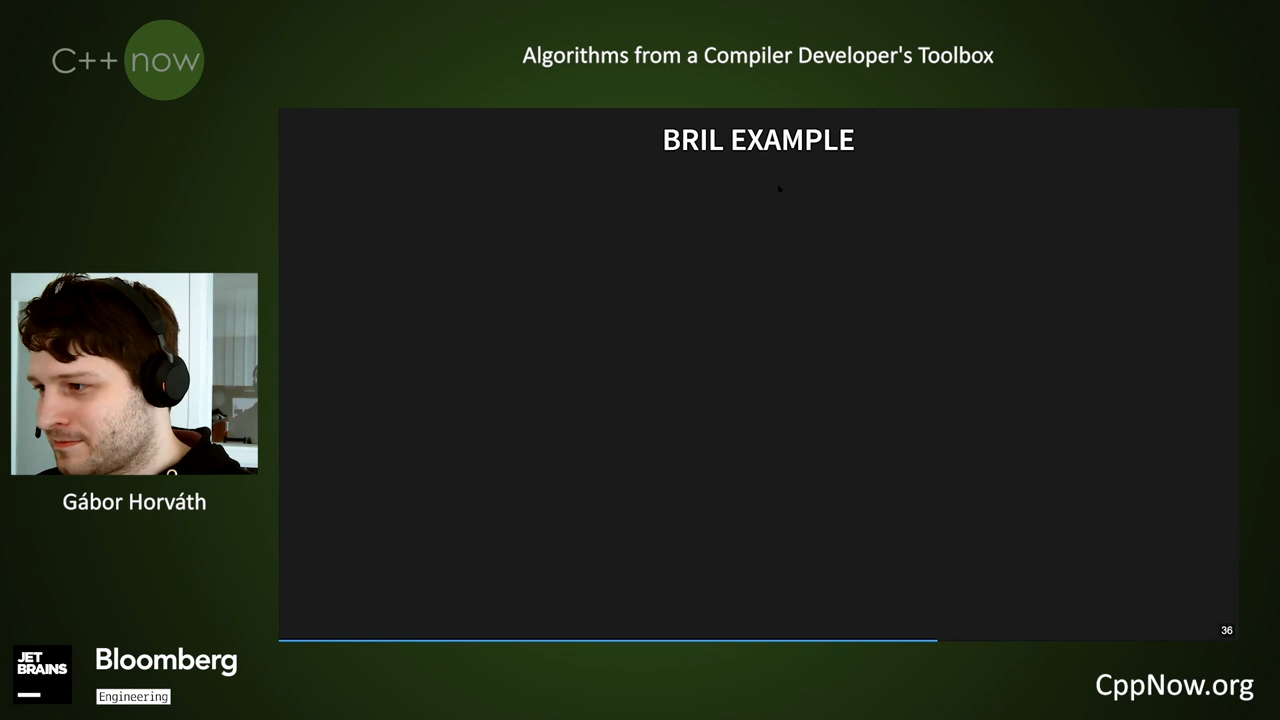 C++ now
Algorithms from a Compiler Developer's Toolbox
BRIL EXAMPLE
Gábor Horváth
36
JET
BRAINS
Bloomberg
Engineering
CppNow.org